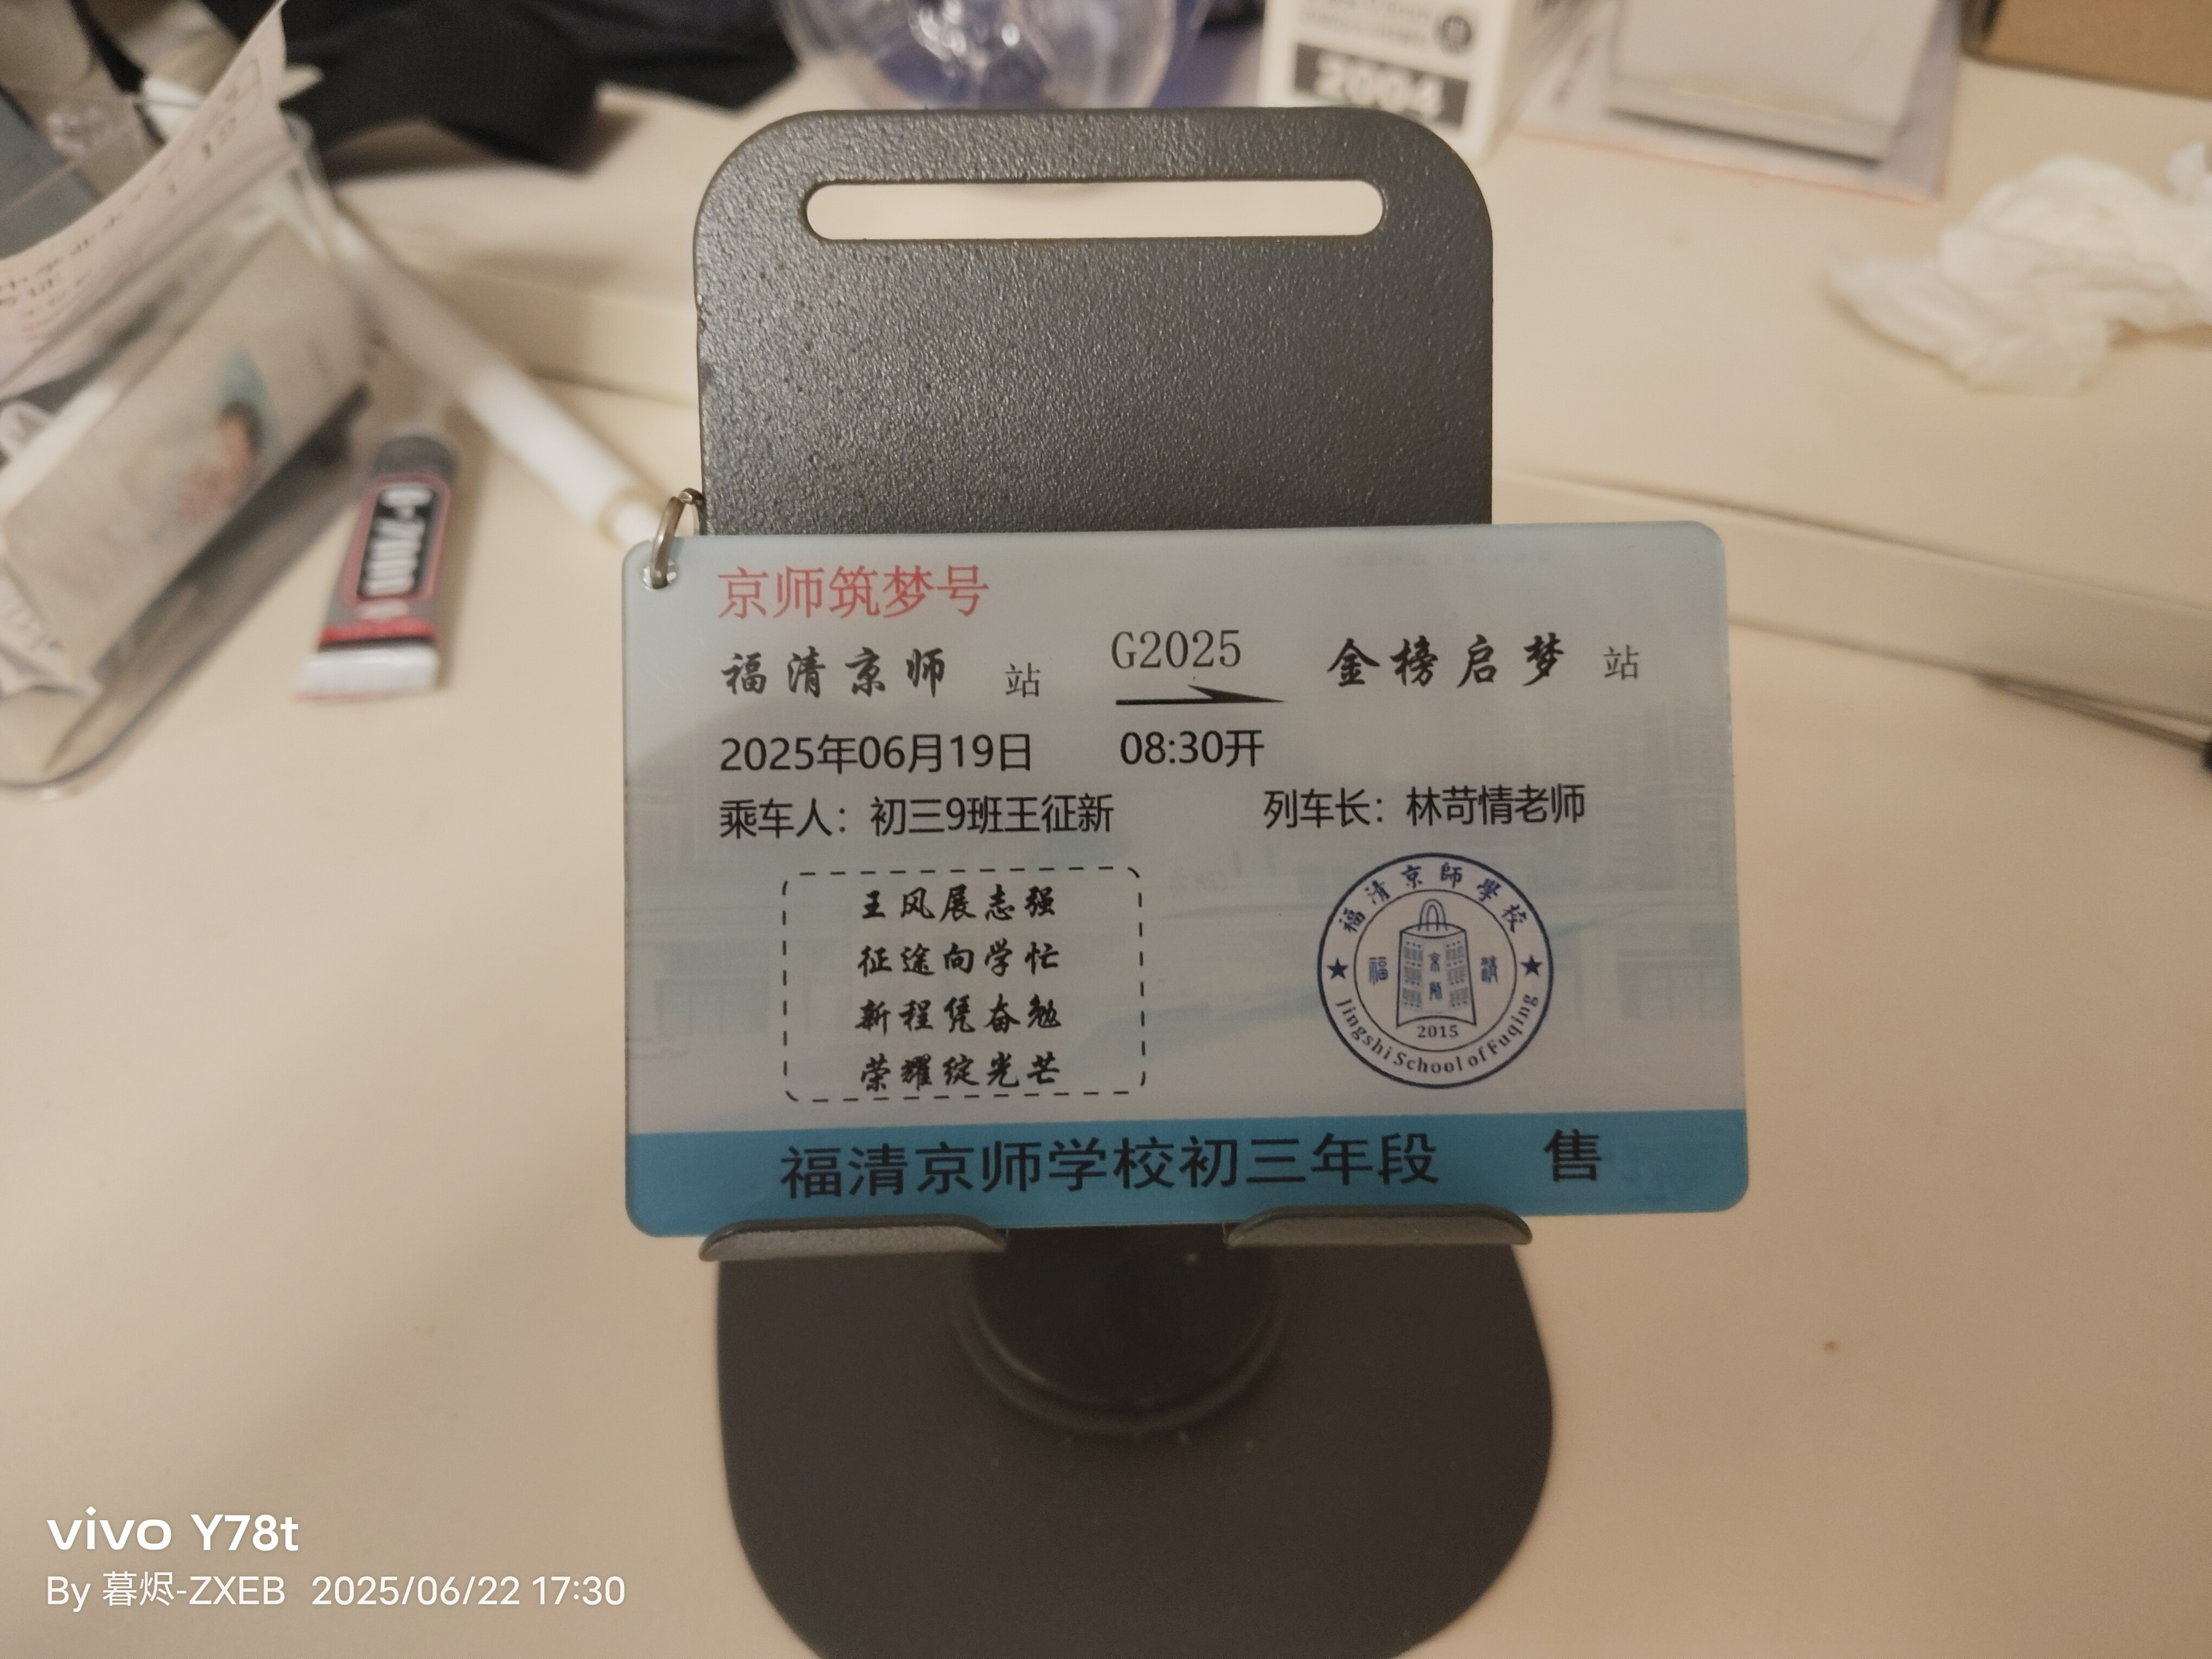 2004
京师筑梦号
福清京师 站 G2025 金榜启梦 站
2025年06月19日 08:30开
乘车人：初三9班王征新 列车长：林苛情老师
王风展志强
征途向学忙
新程凭奋勉
荣耀绽光芒
福清京師學校
福 京师 清
2015
Jingshi School of Fuqing
福清京师学校初三年段 售
vivo Y78t
By 暮烬-ZXEB 2025/06/22 17:30